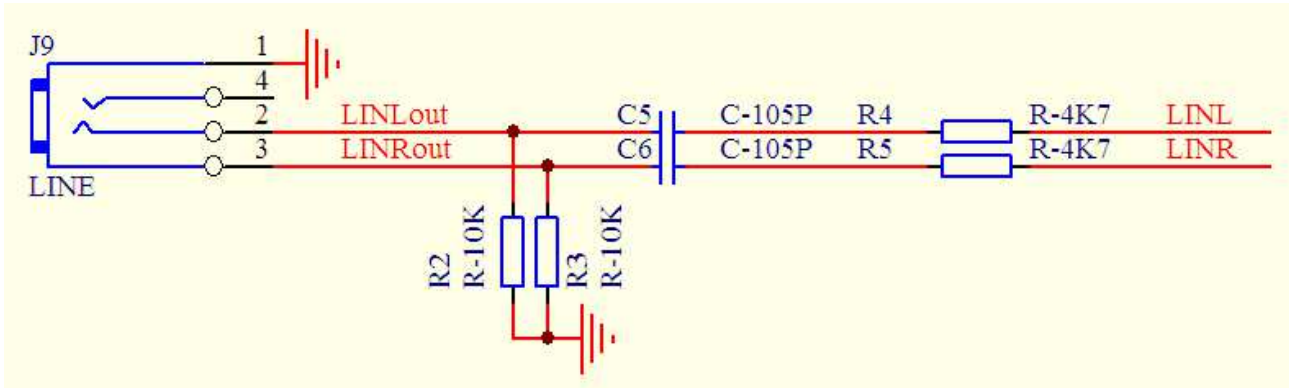 J9
1
4
2 LINLout C5 C-105P R4 R-4K7 LINL
3 LINRout C6 C-105P R5 R-4K7 LINR
LINE
R2 R-10K R3 R-10K